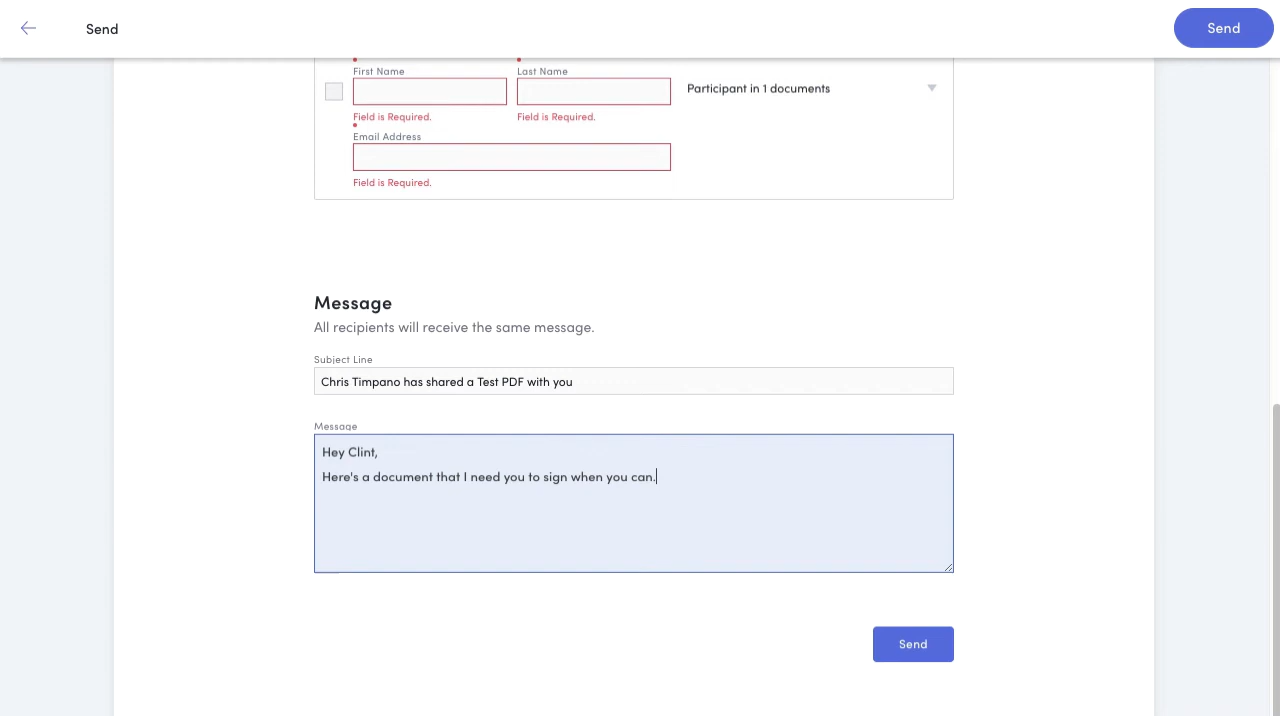 Send
Send
First Name
Last Name
Participant in 1 documents
Field is Required.
Field is Required.
Email Address
Field is Required.
Message
All recipients will receive the same message.
Subject Line
Chris Timpano has shared a Test PDF with you
Message
Hey Clint,
Here's a document that I need you to sign when you can.
Send